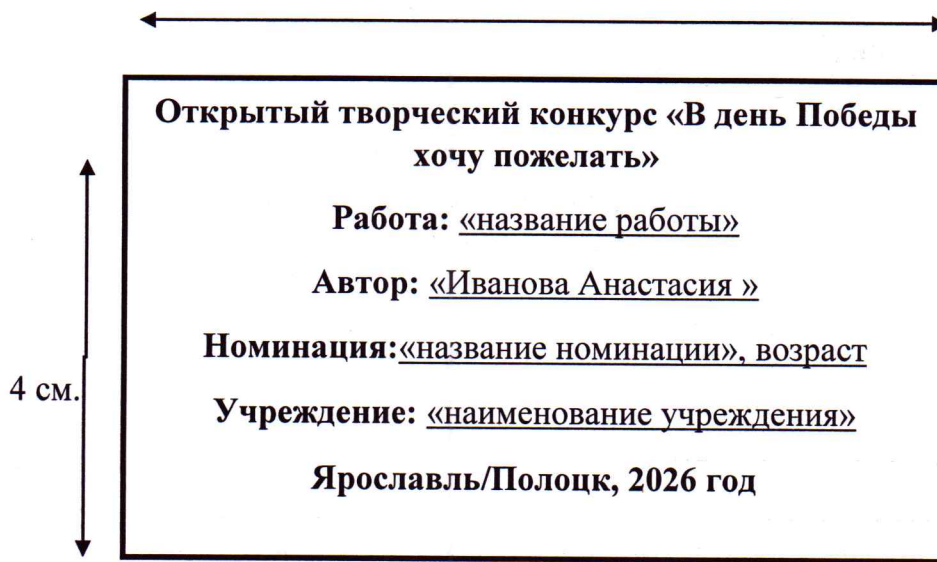 Открытый творческий конкурс «В день Победы
хочу пожелать»
Работа: «название работы»
Автор: «Иванова Анастасия »
Номинация:«название номинации», возраст
4 см.
Учреждение: «наименование учреждения»
Ярославль/Полоцк, 2026 год